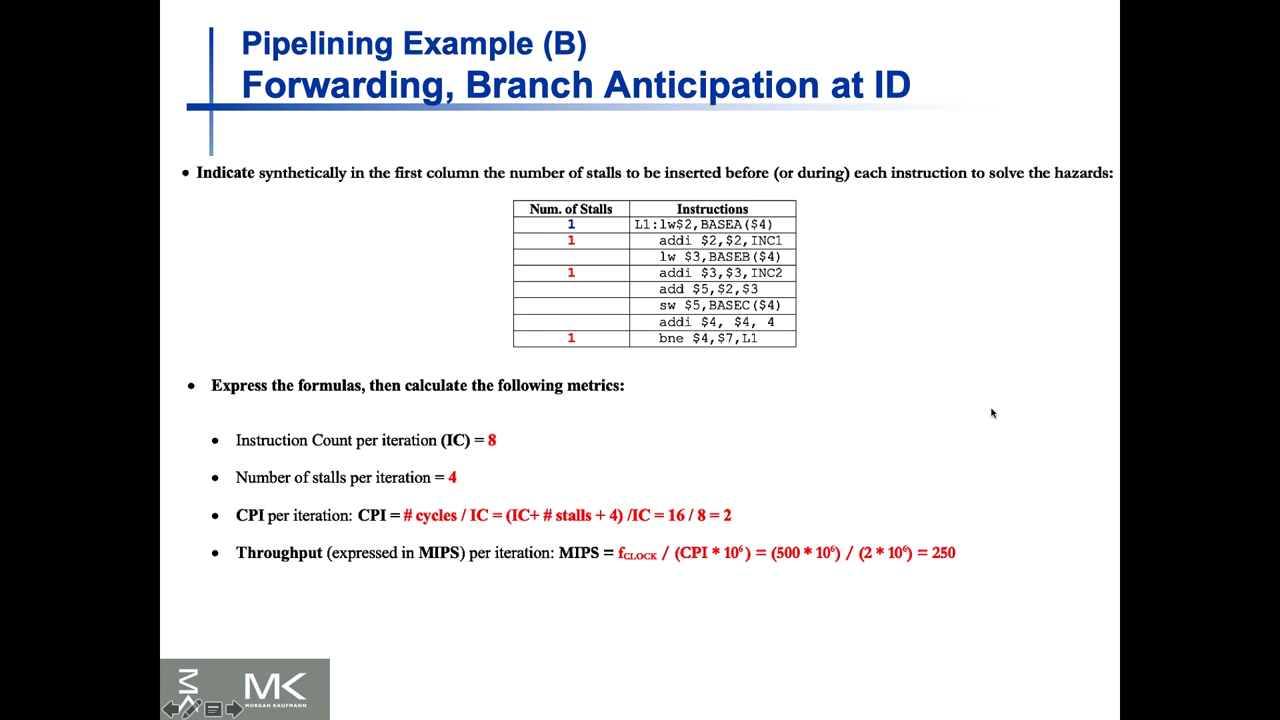 Pipelining Example (B)
Forwarding, Branch Anticipation at ID
• Indicate synthetically in the first column the number of stalls to be inserted before (or during) each instruction to solve the hazards:
Num. of Stalls Instructions
1 L1:lw$2,BASEA($4)
1 addi $2,$2,INC1
lw $3,BASEB($4)
1 addi $3,$3,INC2
add $5,$2,$3
sw $5,BASEC($4)
addi $4, $4, 4
1 bne $4,$7,L1
• Express the formulas, then calculate the following metrics:
• Instruction Count per iteration (IC) = 8
• Number of stalls per iteration = 4
• CPI per iteration: CPI = # cycles / IC = (IC+ # stalls + 4) /IC = 16 / 8 = 2
• Throughput (expressed in MIPS) per iteration: MIPS = fCLOCK / (CPI * 10⁶ ) = (500 * 10⁶) / (2 * 10⁶) = 250
MK
MK
MORGAN KAUFMANN